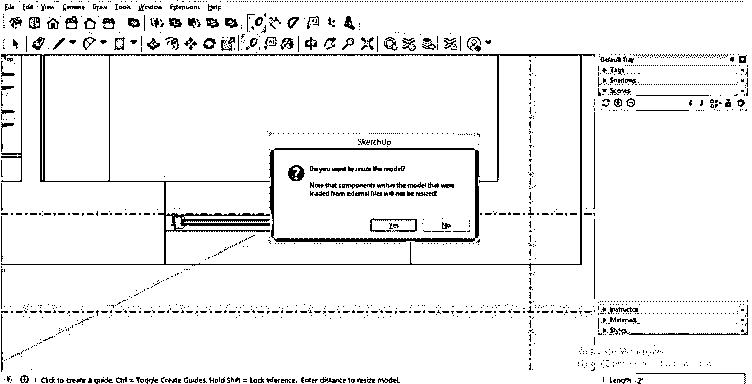 File Edit View Camera Draw Tools Window Extensions Help
Top
Default Tray
Tags
Shadows
Scenes
SketchUp
Do you want to resize the model?
Note that components within the model that were
loaded from external files will not be resized!
Yes No
Instructor
Materials
Styles
Click to create a guide. Ctrl = Toggle Create Guides. Hold Shift = Lock inference. Enter distance to resize model.
Length -2"